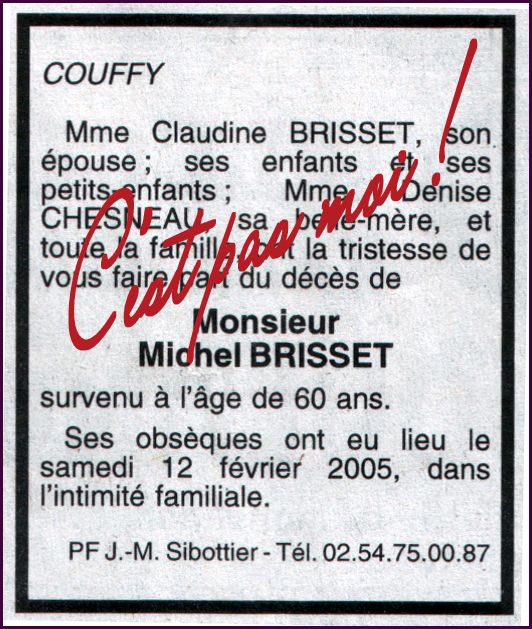 COUFFY
Mme Claudine BRISSET, son
épouse ; ses enfants et ses
petits-enfants ; Mme Denise
CHESNEAU, sa belle-mère, et
toute la famille ont la tristesse de
vous faire part du décès de
Monsieur
Michel BRISSET
survenu à l'âge de 60 ans.
Ses obsèques ont eu lieu le
samedi 12 février 2005, dans
l'intimité familiale.
PF J.-M. Sibottier - Tél. 02.54.75.00.87
C'est pas moi !